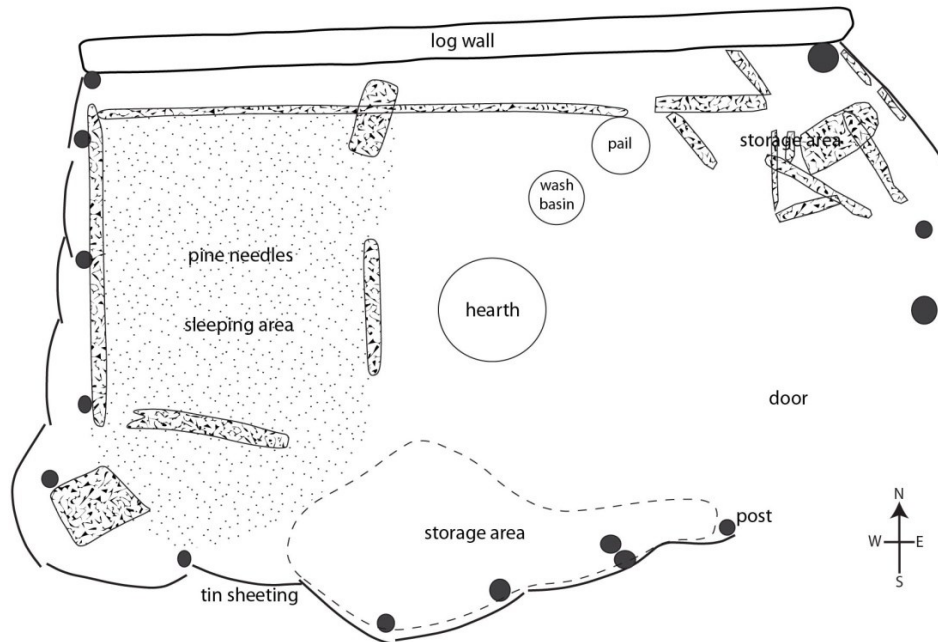 log wall
pail
storage area
wash
basin
pine needles
hearth
sleeping area
door
storage area
post
tin sheeting
N
W E
S